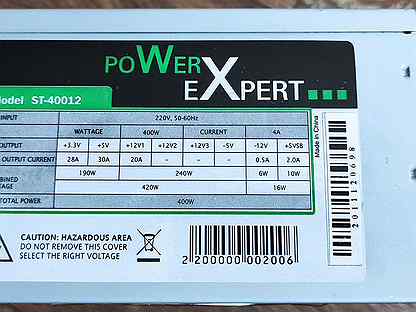 POWER
EXPERT
Model ST-40012
INPUT 220V, 50-60Hz
WATTAGE 400W CURRENT 4A
OUTPUT +3.3V +5V +12V1 +12V2 +12V3 -5V -12V +5VSB
OUTPUT CURRENT 28A 30A 20A - - - 0.5A 2.0A
190W 240W 6W 10W
420W 16W
TOTAL POWER 400W
CAUTION: HAZARDOUS AREA
DO NOT REMOVE THIS COVER
SELECT THE RIGHT VOLTAGE
2200000002006
Made in China
2011120698